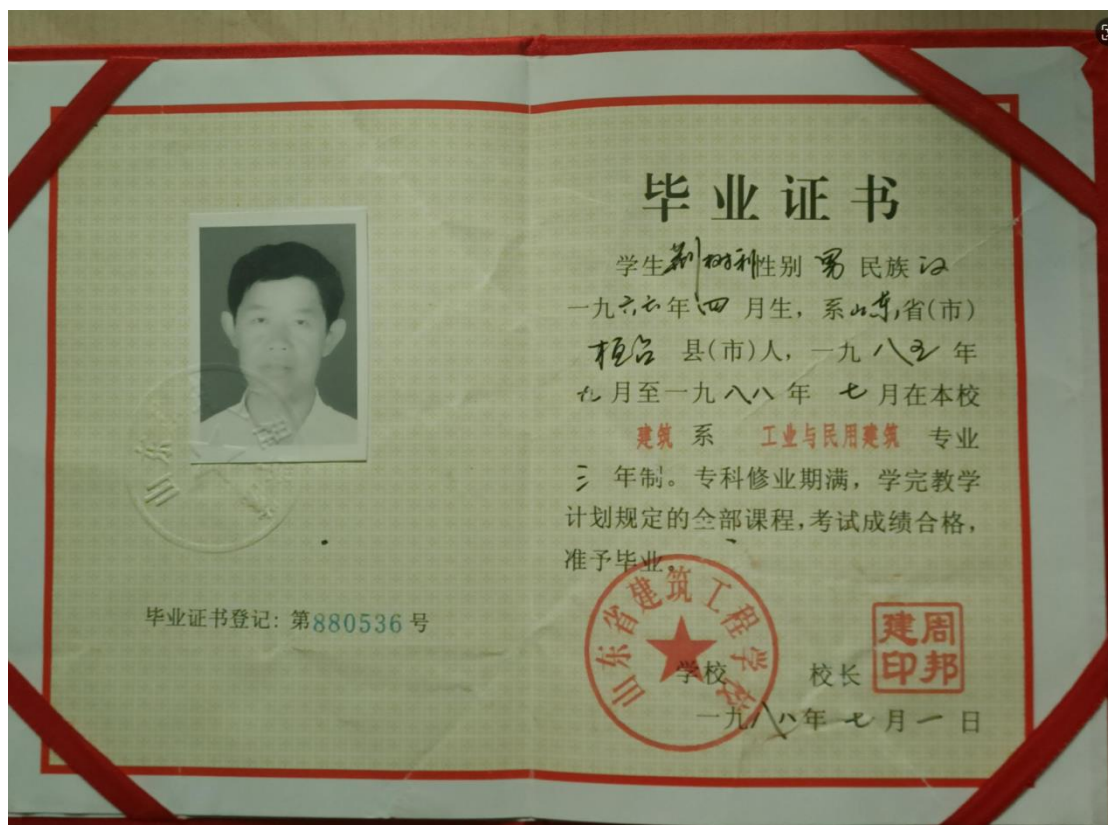 毕业证书
学生 荆树利 性别 男 民族 汉
一九六七年 四 月生，系山东省(市)
桓台 县(市)人，一九 八五 年
九月至一九八八年 七 月在本校
建筑 系 工业与民用建筑 专业
三 年制。专科修业期满，学完教学
计划规定的全部课程，考试成绩合格，
准予毕业。
山东省建筑工程学校
学校 校长
周邦建印
一九八八年 七 月 一 日
毕业证书登记：第880536号